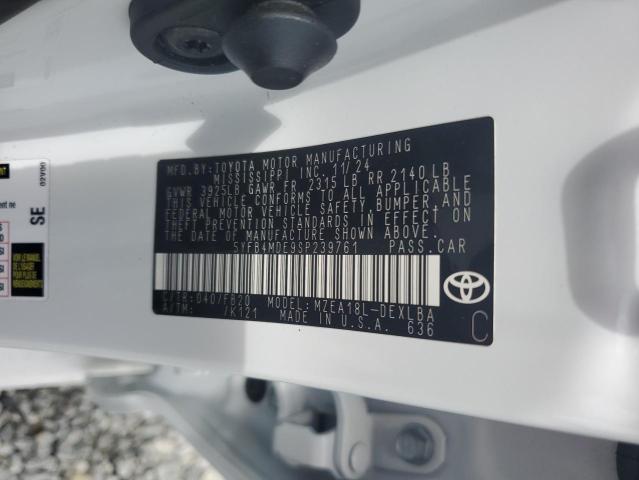 MFD. BY: TOYOTA MOTOR MANUFACTURING
MISSISSIPPI INC. 11/24
GVWR 3925LB GAWR FR 2315 LB RR 2140 LB
THIS VEHICLE CONFORMS TO ALL APPLICABLE
FEDERAL MOTOR VEHICLE SAFETY, BUMPER, AND
THEFT PREVENTION STANDARDS IN EFFECT ON
THE DATE OF MANUFACTURE SHOWN ABOVE.
5YFB4MDE9SP239761 PASS.CAR
C/TR: 040/FB20 MODEL: MZEA18L-DEXLBA
A/TM: /K121 MADE IN U.S.A. 636
C
SE